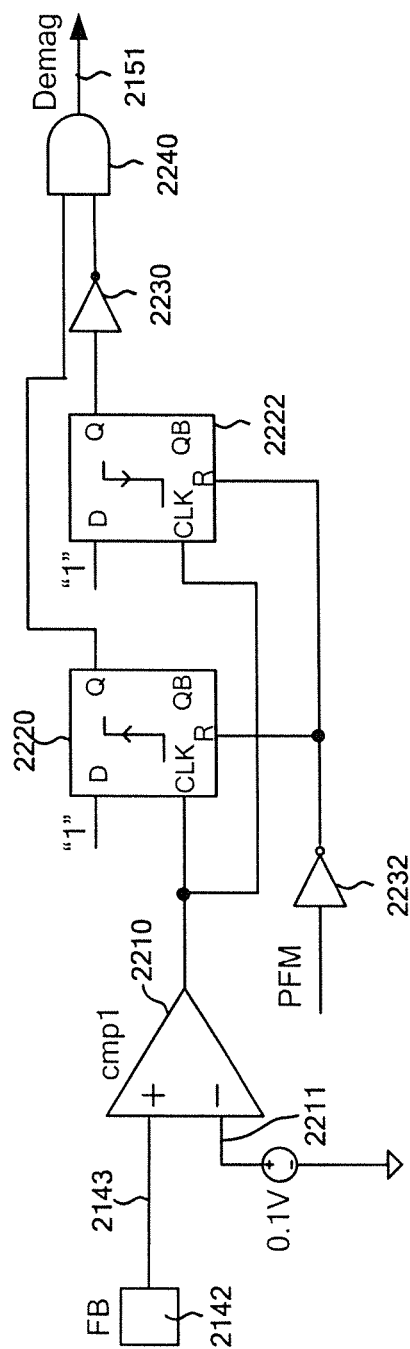 FB
2142
2143
cmp1
+
−
2210
2211
0.1V
+
-
PFM
2232
"1"
2220
D
Q
CLK
QB
R
"1"
D
Q
CLK
QB
R
2222
2230
2240
Demag
2151